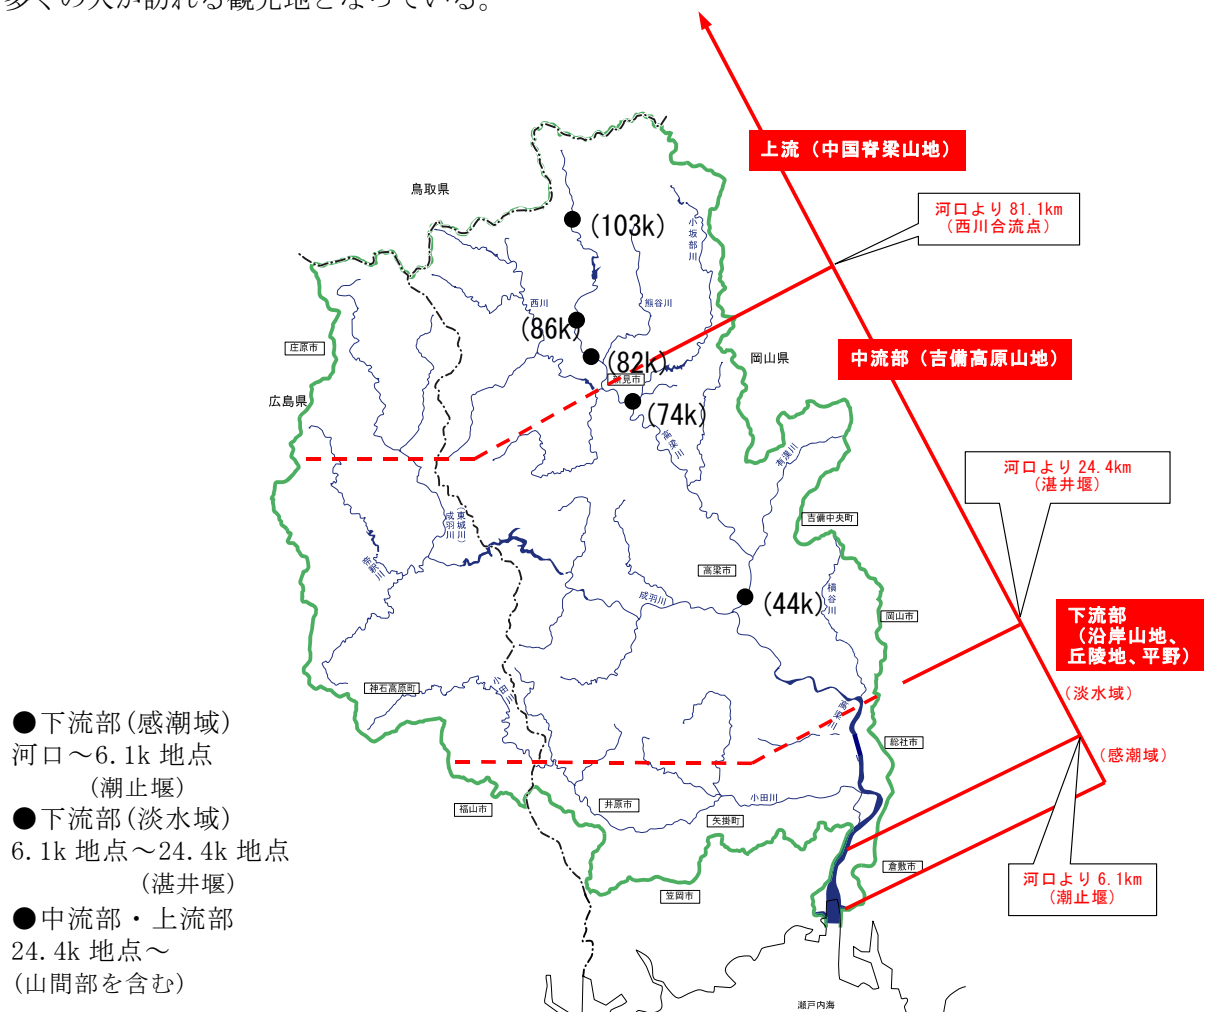 多くの人が訪れる観光地となっている。
上流（中国脊梁山地）
鳥取県
河口より 81.1km
(西川合流点)
(103k)
小坂部川
西川
熊谷川
(86k)
庄原市
(82k)
岡山県
中流部（吉備高原山地）
新見市
広島県
(74k)
高梁川
有漢川
河口より 24.4km
(湛井堰)
吉備中央町
成羽川
(東城川)
帝釈川
高梁市
成羽川
(44k)
槙谷川
岡山市
下流部
（沿岸山地、
丘陵地、平野）
神石高原町
小田川
(淡水域)
高梁川
●下流部(感潮域)
河口～6.1k 地点
(潮止堰)
総社市
(感潮域)
●下流部(淡水域)
6.1k 地点～24.4k 地点
(湛井堰)
福山市
井原市
小田川
矢掛町
倉敷市
河口より 6.1km
(潮止堰)
笠岡市
●中流部・上流部
24.4k 地点～
(山間部を含む)
瀬戸内海